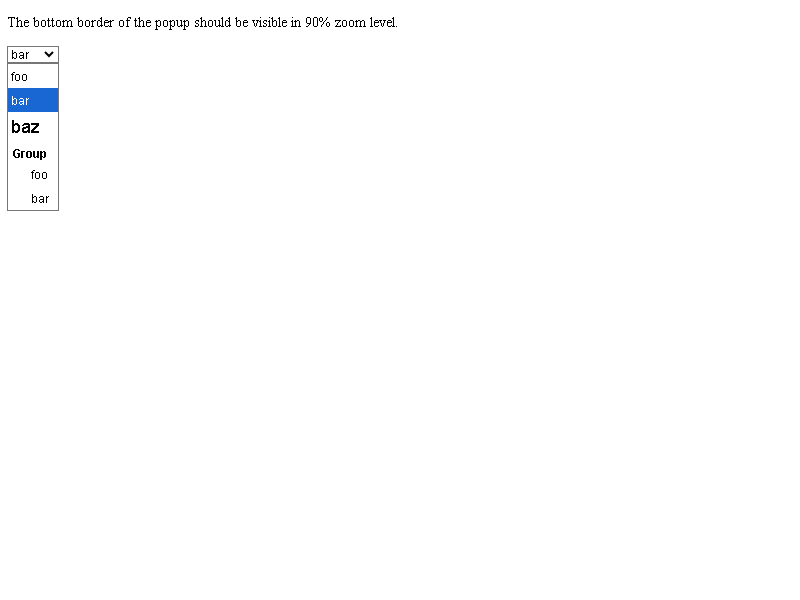 The bottom border of the popup should be visible in 90% zoom level.
bar
foo
bar
baz
Group
foo
bar